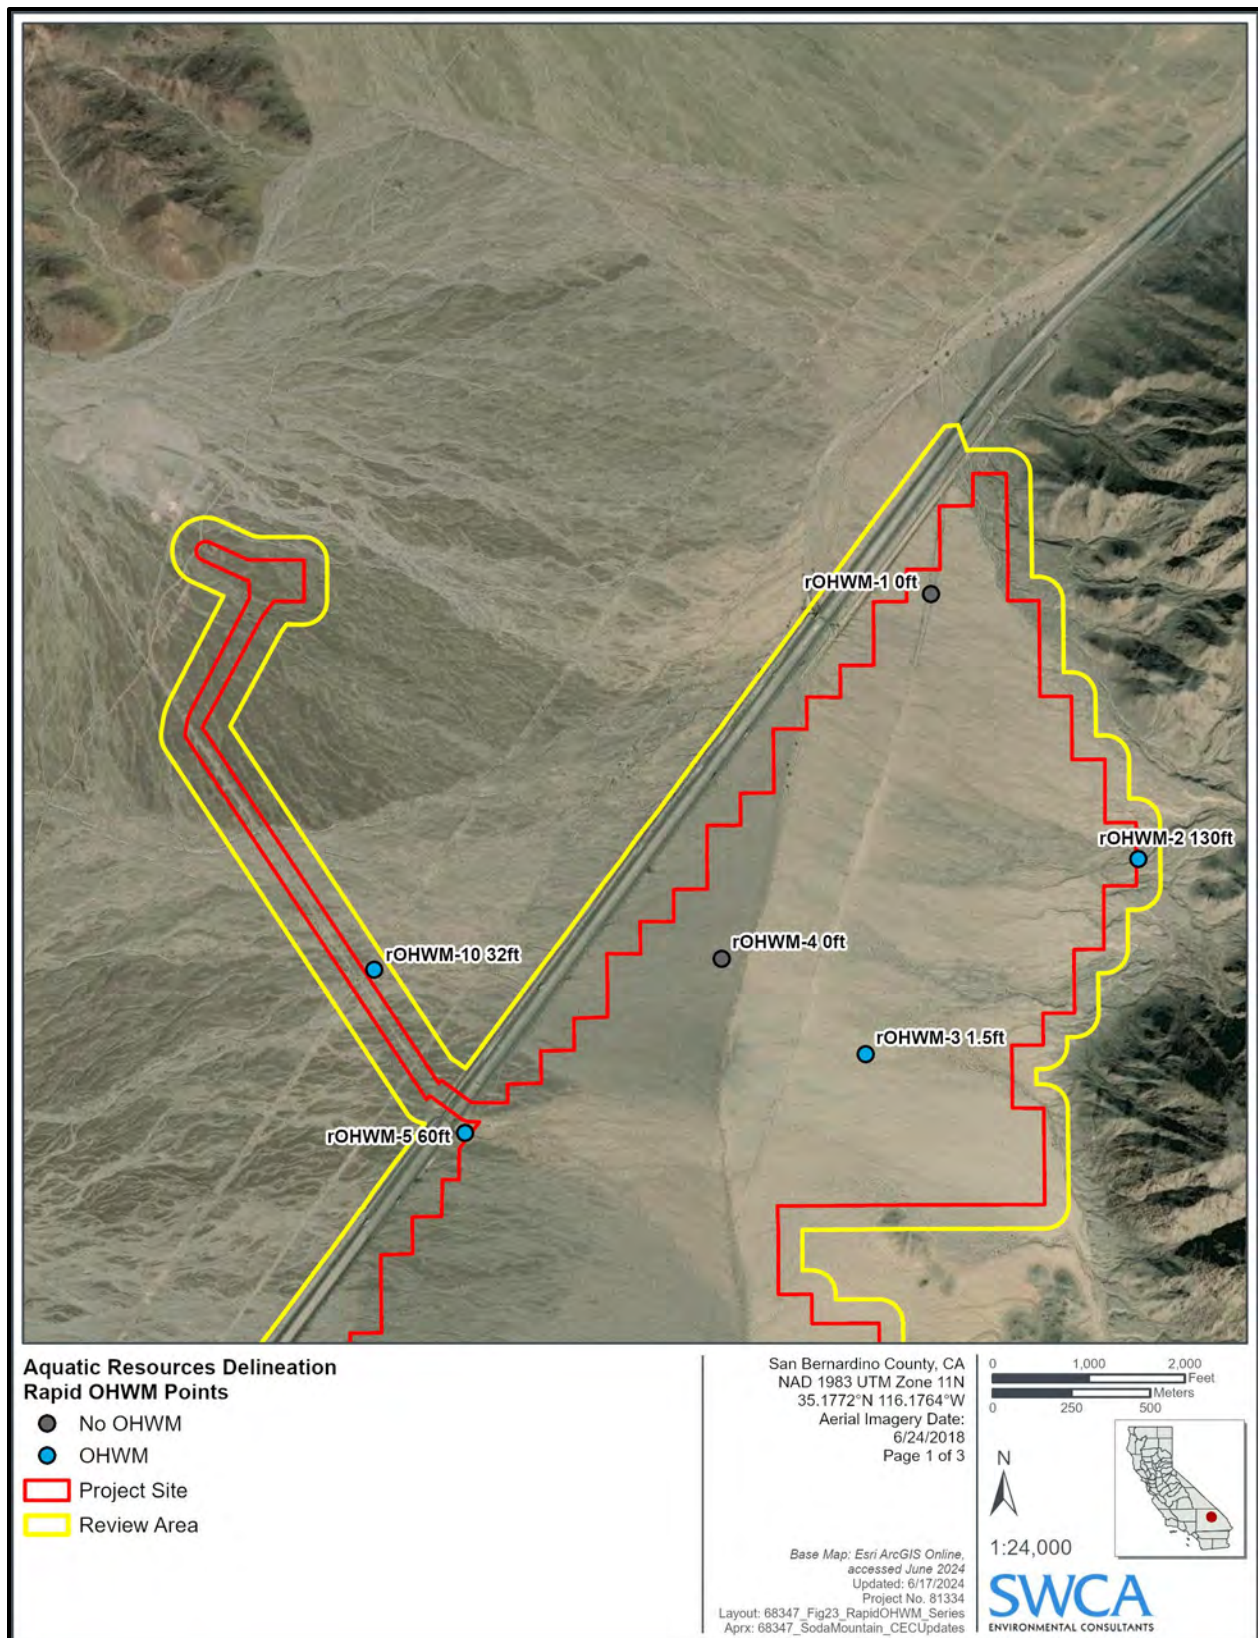 rOHWM-1 0ft
rOHWM-2 130ft
rOHWM-4 0ft
rOHWM-10 32ft
rOHWM-3 1.5ft
rOHWM-5 60ft
Aquatic Resources Delineation
Rapid OHWM Points
No OHWM
OHWM
Project Site
Review Area
San Bernardino County, CA
NAD 1983 UTM Zone 11N
35.1772°N 116.1764°W
Aerial Imagery Date:
6/24/2018
Page 1 of 3
Base Map: Esri ArcGIS Online,
accessed June 2024
Updated: 6/17/2024
Project No. 81334
Layout: 68347_Fig23_RapidOHWM_Series
Aprx: 68347_SodaMountain_CECUpdates
0 1,000 2,000
Feet
Meters
0 250 500
N
1:24,000
SWCA
ENVIRONMENTAL CONSULTANTS